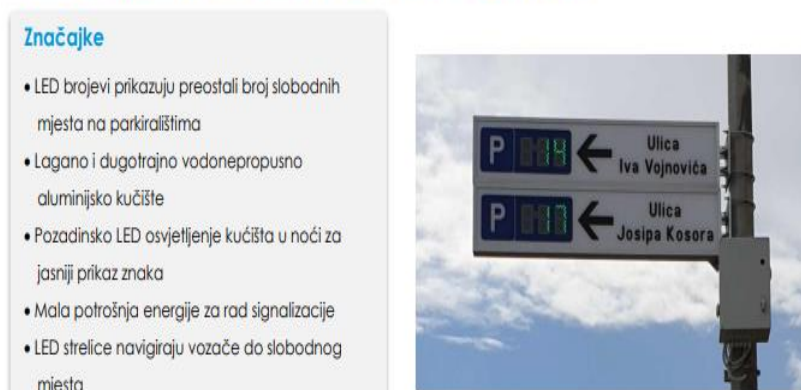 Značajke
• LED brojevi prikazuju preostali broj slobodnih
mjesta na parkiralištima
• Lagano i dugotrajno vodonepropusno
aluminijsko kučište
• Pozadinsko LED osvjetljenje kućišta u noći za
jasniji prikaz znaka
• Mala potrošnja energije za rad signalizacije
• LED strelice navigiraju vozače do slobodnog
mjesta
P 14 ← Ulica
Iva Vojnovića
P 13 ← Ulica
Josipa Kosora